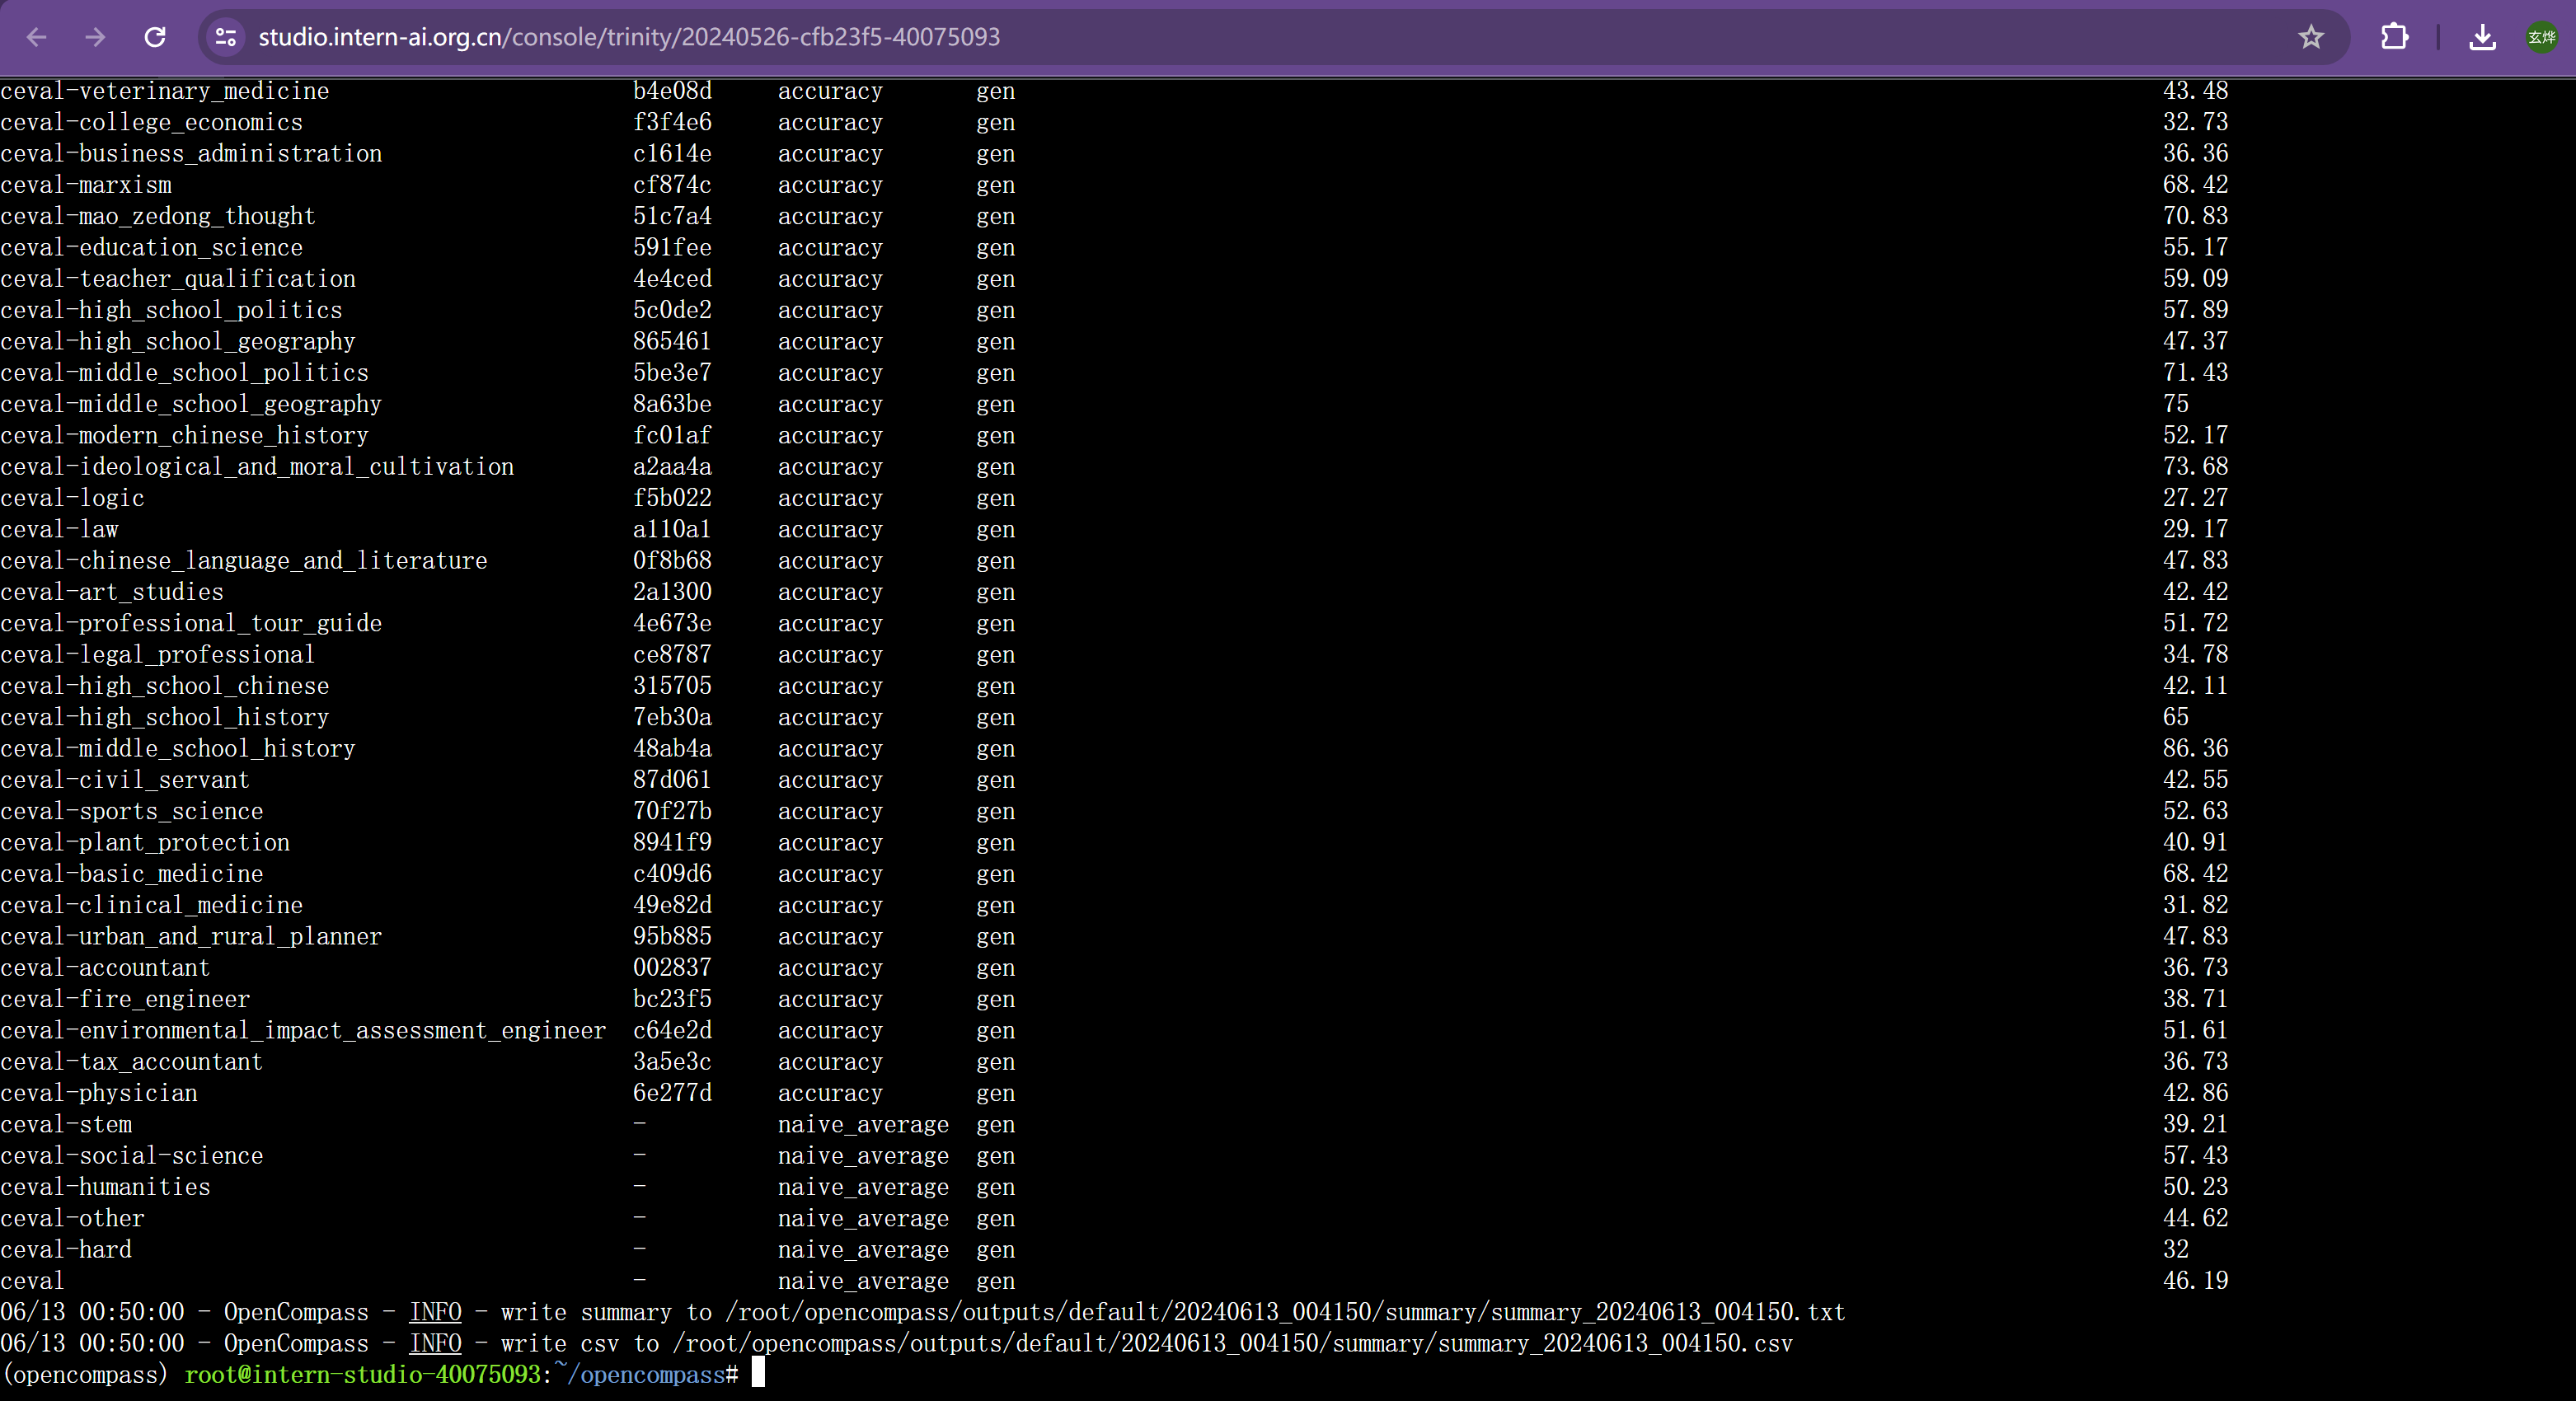 studio.intern-ai.org.cn/console/trinity/20240526-cfb23f5-40075093 玄烨
ceval-veterinary_medicine b4e08d accuracy gen 43.48
ceval-college_economics f3f4e6 accuracy gen 32.73
ceval-business_administration c1614e accuracy gen 36.36
ceval-marxism cf874c accuracy gen 68.42
ceval-mao_zedong_thought 51c7a4 accuracy gen 70.83
ceval-education_science 591fee accuracy gen 55.17
ceval-teacher_qualification 4e4ced accuracy gen 59.09
ceval-high_school_politics 5c0de2 accuracy gen 57.89
ceval-high_school_geography 865461 accuracy gen 47.37
ceval-middle_school_politics 5be3e7 accuracy gen 71.43
ceval-middle_school_geography 8a63be accuracy gen 75
ceval-modern_chinese_history fc01af accuracy gen 52.17
ceval-ideological_and_moral_cultivation a2aa4a accuracy gen 73.68
ceval-logic f5b022 accuracy gen 27.27
ceval-law a110a1 accuracy gen 29.17
ceval-chinese_language_and_literature 0f8b68 accuracy gen 47.83
ceval-art_studies 2a1300 accuracy gen 42.42
ceval-professional_tour_guide 4e673e accuracy gen 51.72
ceval-legal_professional ce8787 accuracy gen 34.78
ceval-high_school_chinese 315705 accuracy gen 42.11
ceval-high_school_history 7eb30a accuracy gen 65
ceval-middle_school_history 48ab4a accuracy gen 86.36
ceval-civil_servant 87d061 accuracy gen 42.55
ceval-sports_science 70f27b accuracy gen 52.63
ceval-plant_protection 8941f9 accuracy gen 40.91
ceval-basic_medicine c409d6 accuracy gen 68.42
ceval-clinical_medicine 49e82d accuracy gen 31.82
ceval-urban_and_rural_planner 95b885 accuracy gen 47.83
ceval-accountant 002837 accuracy gen 36.73
ceval-fire_engineer bc23f5 accuracy gen 38.71
ceval-environmental_impact_assessment_engineer c64e2d accuracy gen 51.61
ceval-tax_accountant 3a5e3c accuracy gen 36.73
ceval-physician 6e277d accuracy gen 42.86
ceval-stem - naive_average gen 39.21
ceval-social-science - naive_average gen 57.43
ceval-humanities - naive_average gen 50.23
ceval-other - naive_average gen 44.62
ceval-hard - naive_average gen 32
ceval - naive_average gen 46.19
06/13 00:50:00 - OpenCompass - INFO - write summary to /root/opencompass/outputs/default/20240613_004150/summary/summary_20240613_004150.txt
06/13 00:50:00 - OpenCompass - INFO - write csv to /root/opencompass/outputs/default/20240613_004150/summary/summary_20240613_004150.csv
(opencompass) root@intern-studio-40075093:~/opencompass#